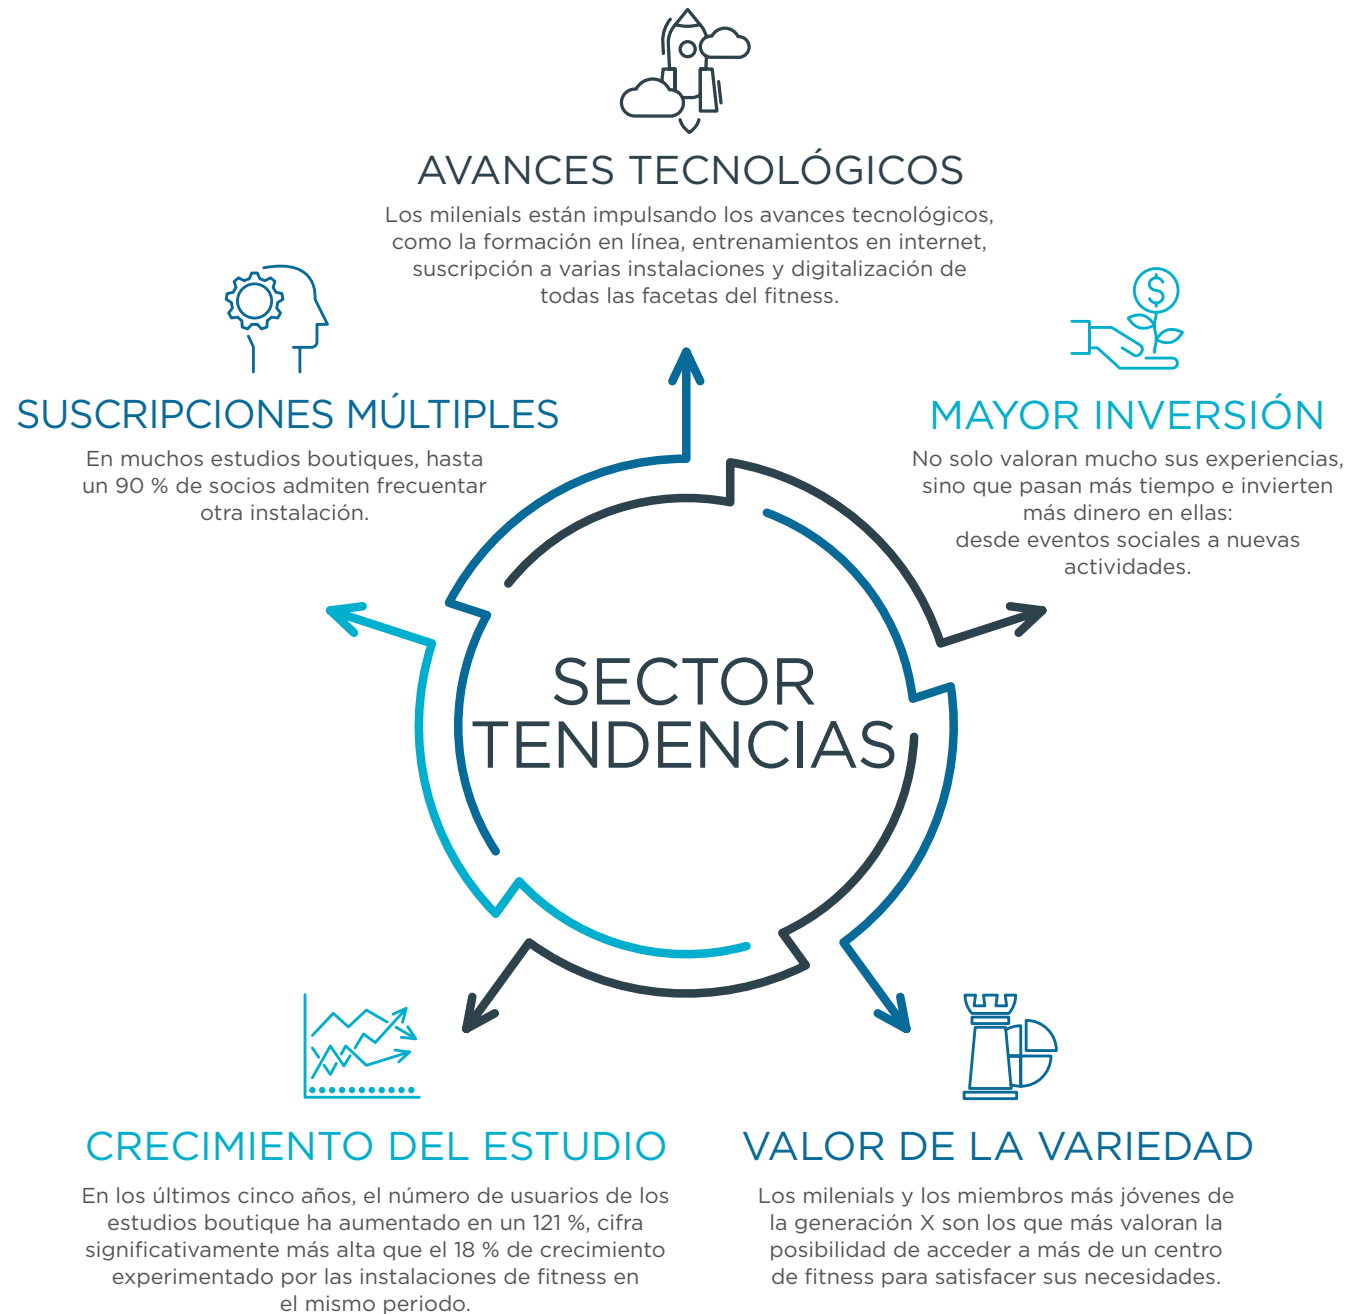 AVANCES TECNOLÓGICOS
Los milenials están impulsando los avances tecnológicos,
como la formación en línea, entrenamientos en internet,
suscripción a varias instalaciones y digitalización de
todas las facetas del fitness.
SUSCRIPCIONES MÚLTIPLES
En muchos estudios boutiques, hasta
un 90 % de socios admiten frecuentar
otra instalación.
$
MAYOR INVERSIÓN
No solo valoran mucho sus experiencias,
sino que pasan más tiempo e invierten
más dinero en ellas:
desde eventos sociales a nuevas
actividades.
SECTOR
TENDENCIAS
CRECIMIENTO DEL ESTUDIO
En los últimos cinco años, el número de usuarios de los
estudios boutique ha aumentado en un 121 %, cifra
significativamente más alta que el 18 % de crecimiento
experimentado por las instalaciones de fitness en
el mismo periodo.
VALOR DE LA VARIEDAD
Los milenials y los miembros más jóvenes de
la generación X son los que más valoran la
posibilidad de acceder a más de un centro
de fitness para satisfacer sus necesidades.